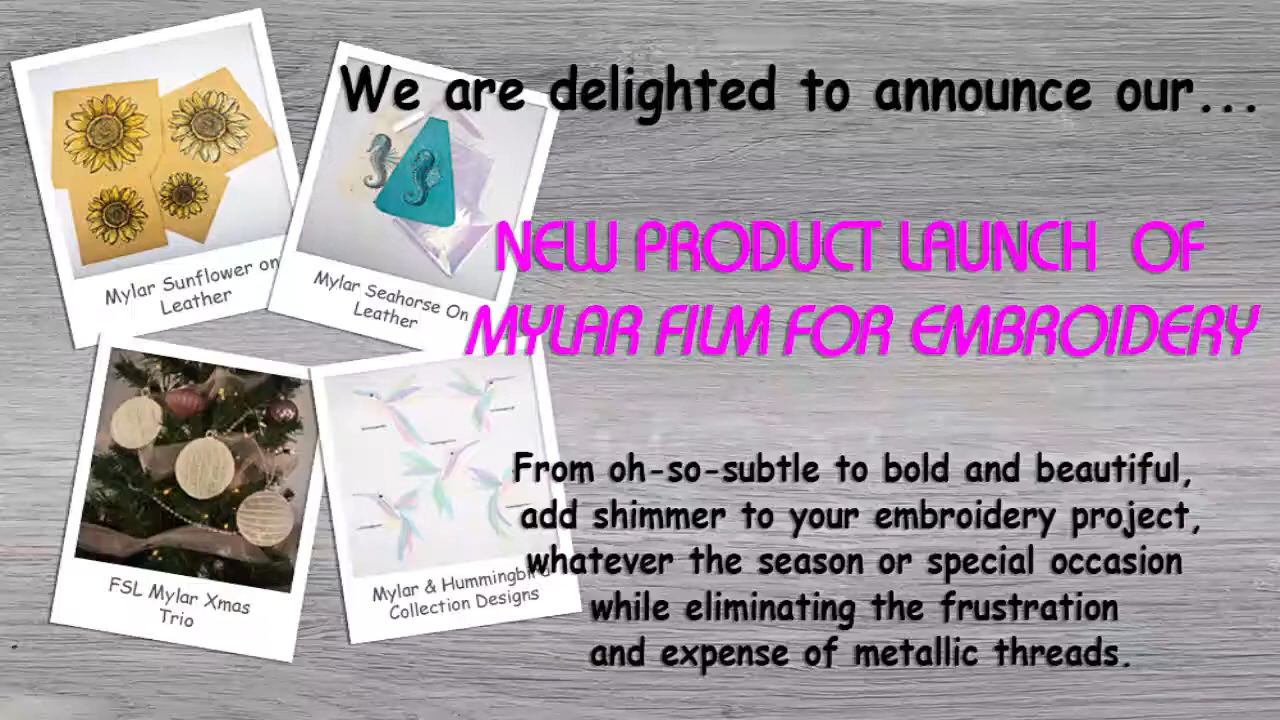 We are delighted to announce our...
NEW PRODUCT LAUNCH OF
MYLAR FILM FOR EMBROIDERY
From oh-so-subtle to bold and beautiful,
add shimmer to your embroidery project,
whatever the season or special occasion
while eliminating the frustration
and expense of metallic threads.
Mylar Sunflower on
Leather
Mylar Seahorse On
Leather
FSL Mylar Xmas
Trio
Mylar & Hummingbird
Collection Designs